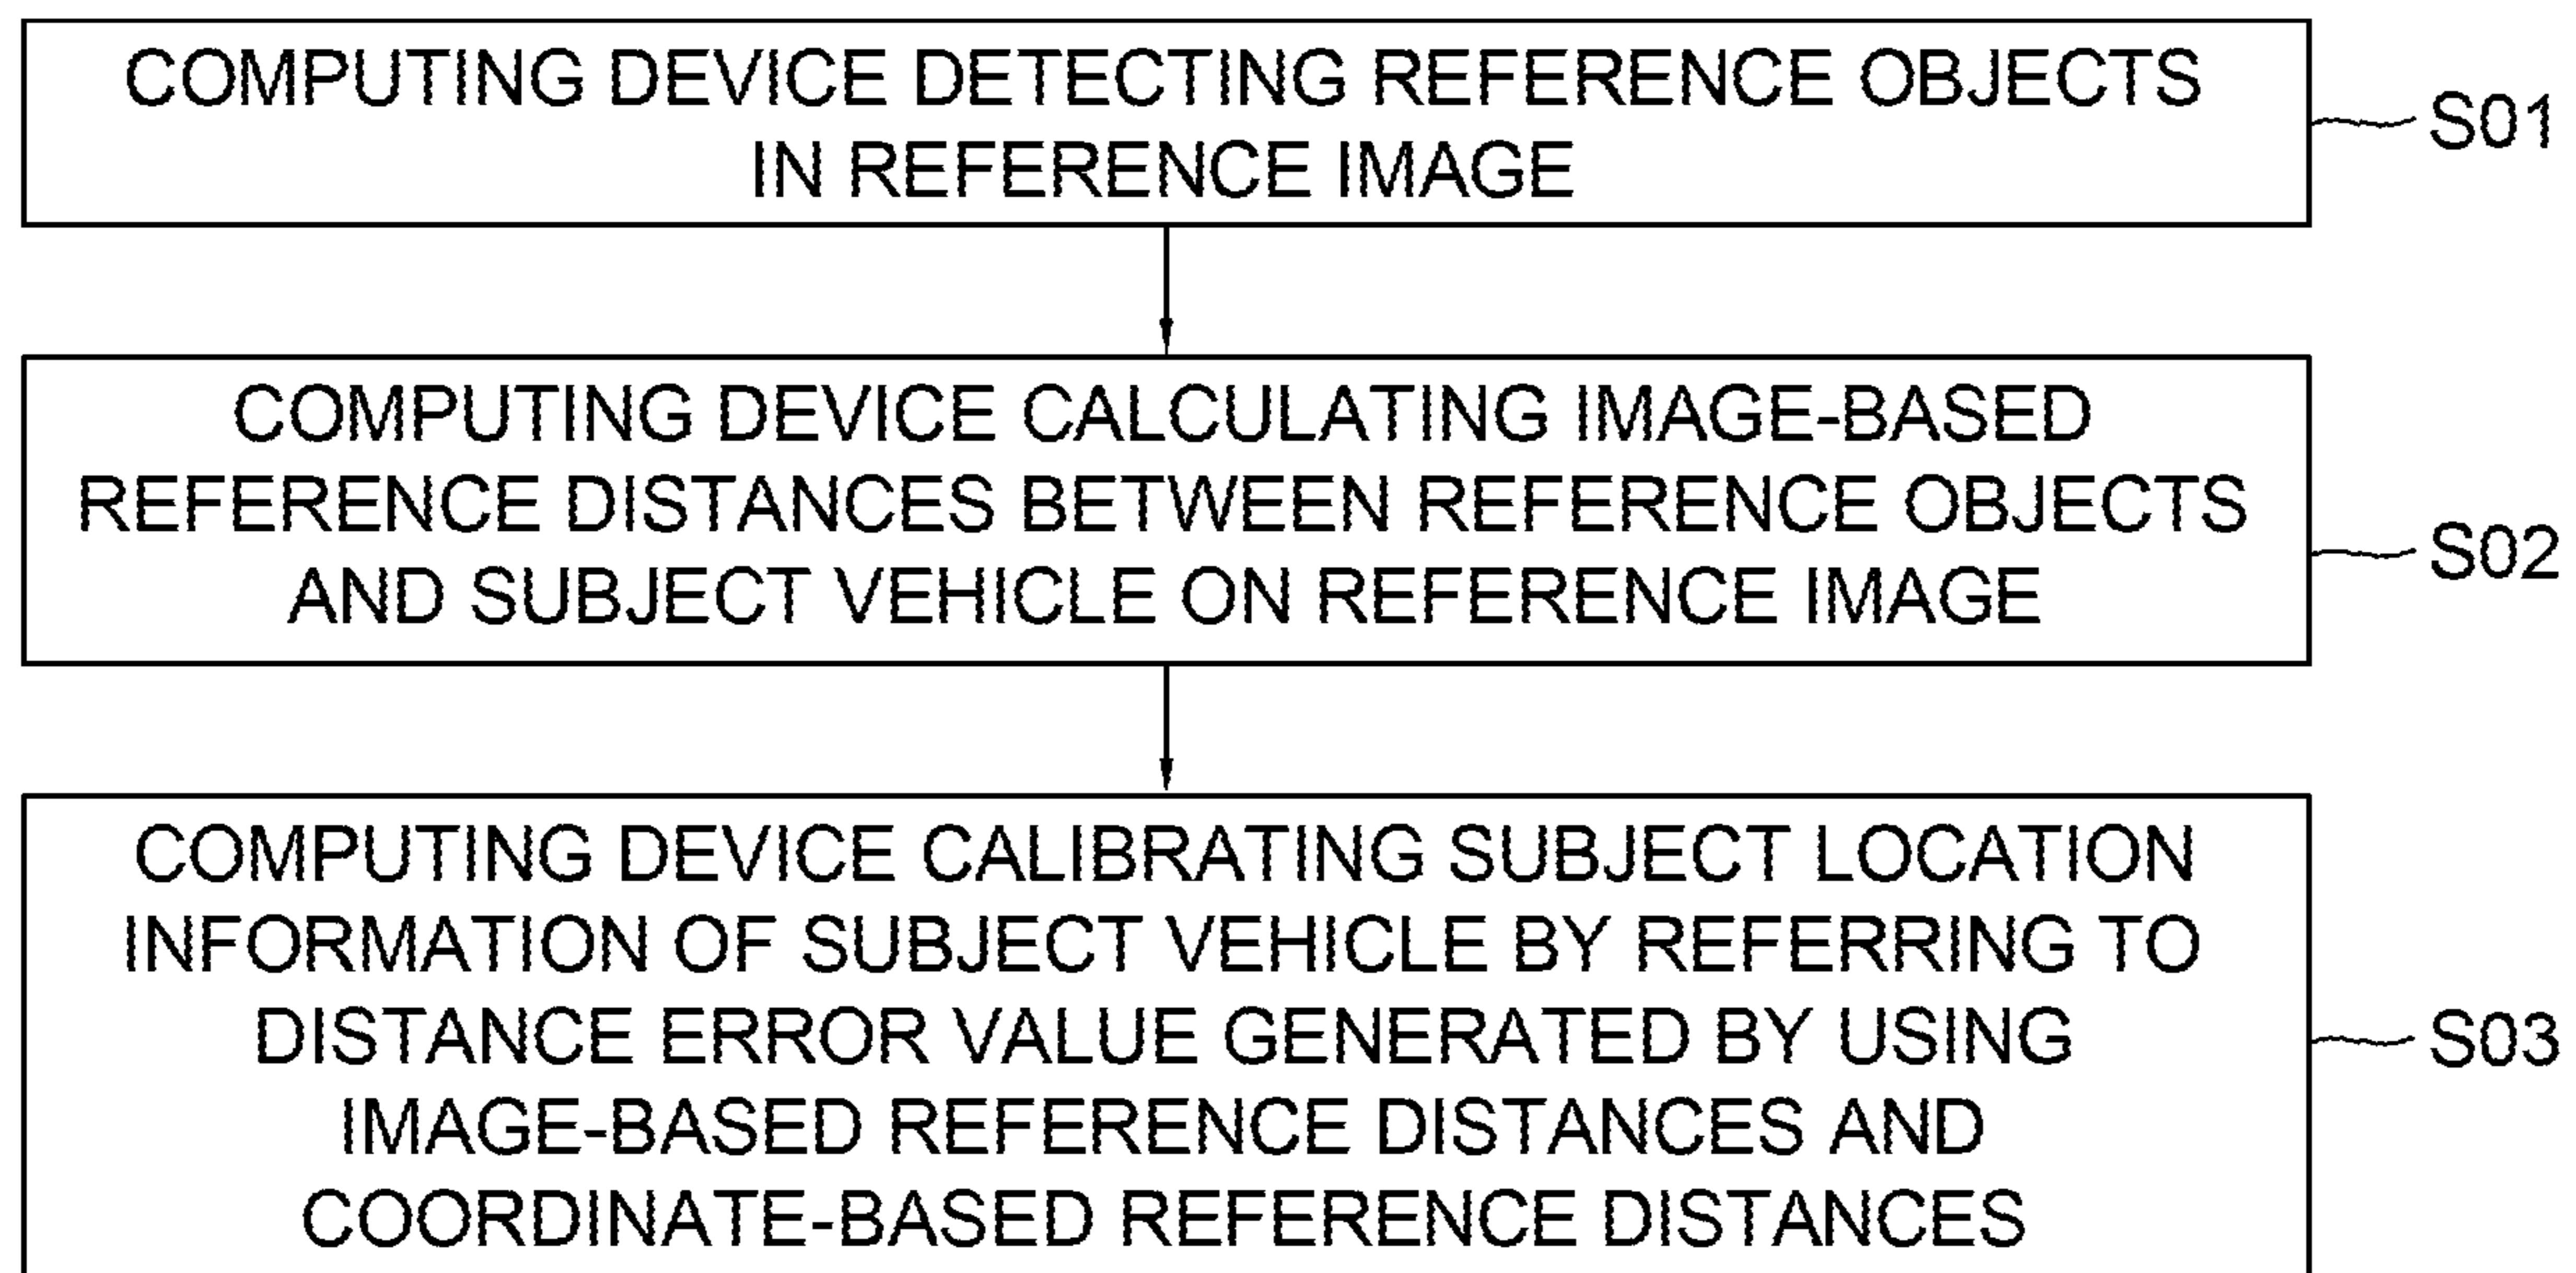 COMPUTING DEVICE DETECTING REFERENCE OBJECTS
IN REFERENCE IMAGE
S01
COMPUTING DEVICE CALCULATING IMAGE-BASED
REFERENCE DISTANCES BETWEEN REFERENCE OBJECTS
AND SUBJECT VEHICLE ON REFERENCE IMAGE
S02
COMPUTING DEVICE CALIBRATING SUBJECT LOCATION
INFORMATION OF SUBJECT VEHICLE BY REFERRING TO
DISTANCE ERROR VALUE GENERATED BY USING
IMAGE-BASED REFERENCE DISTANCES AND
COORDINATE-BASED REFERENCE DISTANCES
S03